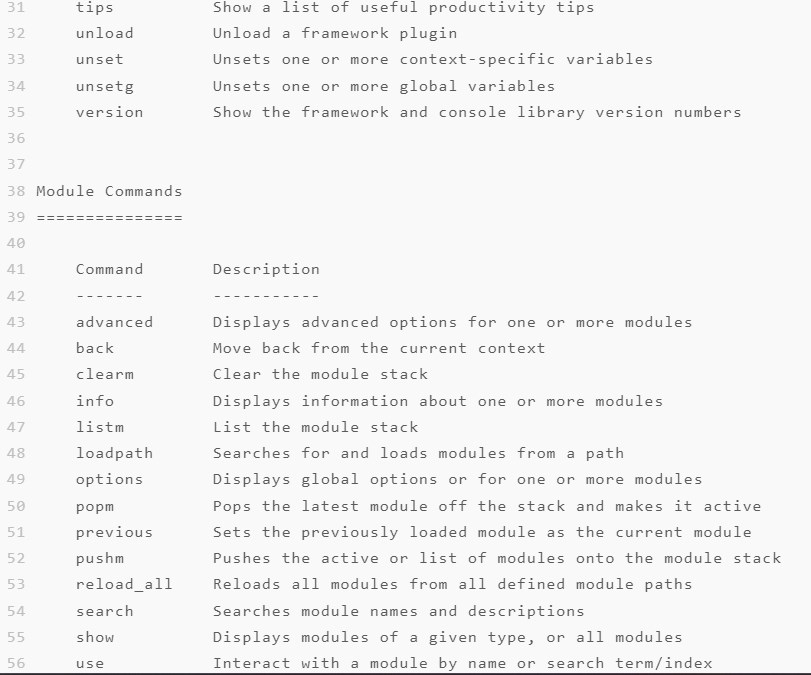 31     tips          Show a list of useful productivity tips
32     unload        Unload a framework plugin
33     unset         Unsets one or more context-specific variables
34     unsetg        Unsets one or more global variables
35     version       Show the framework and console library version numbers
36
37
38 Module Commands
39 ===============
40
41     Command       Description
42     -------       -----------
43     advanced      Displays advanced options for one or more modules
44     back          Move back from the current context
45     clearm        Clear the module stack
46     info          Displays information about one or more modules
47     listm         List the module stack
48     loadpath      Searches for and loads modules from a path
49     options       Displays global options or for one or more modules
50     popm          Pops the latest module off the stack and makes it active
51     previous      Sets the previously loaded module as the current module
52     pushm         Pushes the active or list of modules onto the module stack
53     reload_all    Reloads all modules from all defined module paths
54     search        Searches module names and descriptions
55     show          Displays modules of a given type, or all modules
56     use           Interact with a module by name or search term/index